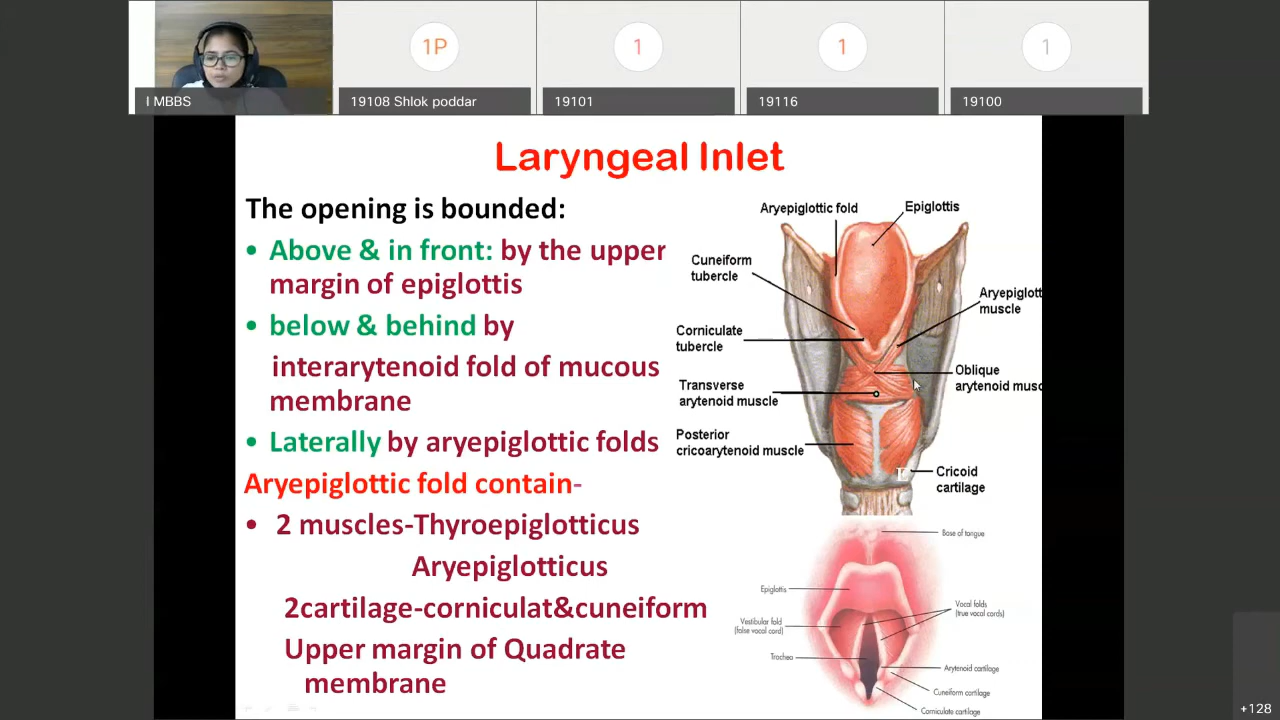 1P
1
1
1
I MBBS
19108 Shlok poddar
19101
19116
19100
Laryngeal Inlet
The opening is bounded:
• Above & in front: by the upper
margin of epiglottis
• below & behind by
interarytenoid fold of mucous
membrane
• Laterally by aryepiglottic folds
Aryepiglottic fold contain-
• 2 muscles-Thyroepiglotticus
Aryepiglotticus
2cartilage-corniculat&cuneiform
Upper margin of Quadrate
membrane
Aryepiglottic fold
Epiglottis
Cuneiform
tubercle
Aryepiglott
muscle
Corniculate
tubercle
Oblique
arytenoid musc
Transverse
arytenoid muscle
Posterior
cricoarytenoid muscle
E
Cricoid
cartilage
Base of tongue
Epiglottis
Vocal folds
(true vocal cords)
Vestibular fold
(false vocal cord)
Trachea
Arytenoid cartilage
Cuneiform cartilage
Corniculate cartilage
+128